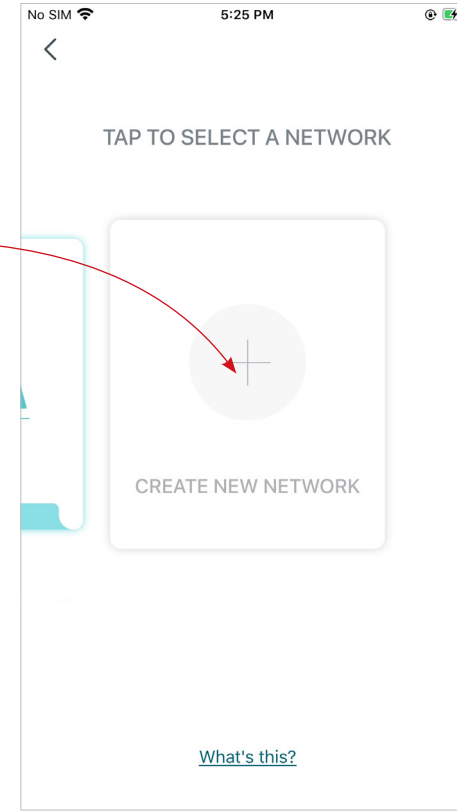 No SIM 5:25 PM
TAP TO SELECT A NETWORK
CREATE NEW NETWORK
What's this?